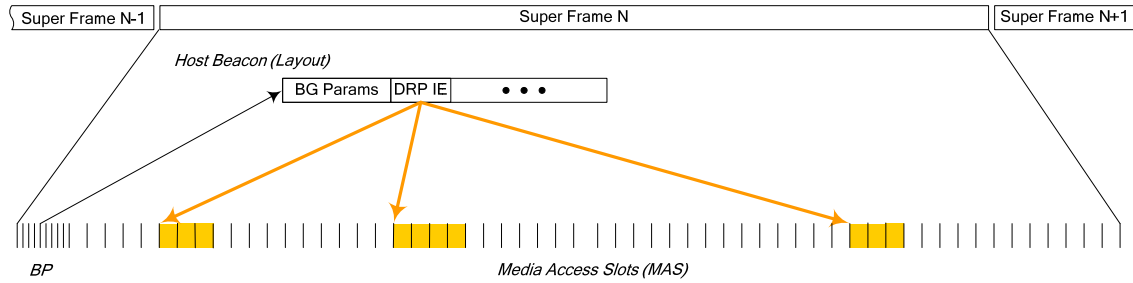 Super Frame N-1
Super Frame N
Super Frame N+1
Host Beacon (Layout)
BG Params
DRP IE
• • •
BP
Media Access Slots (MAS)